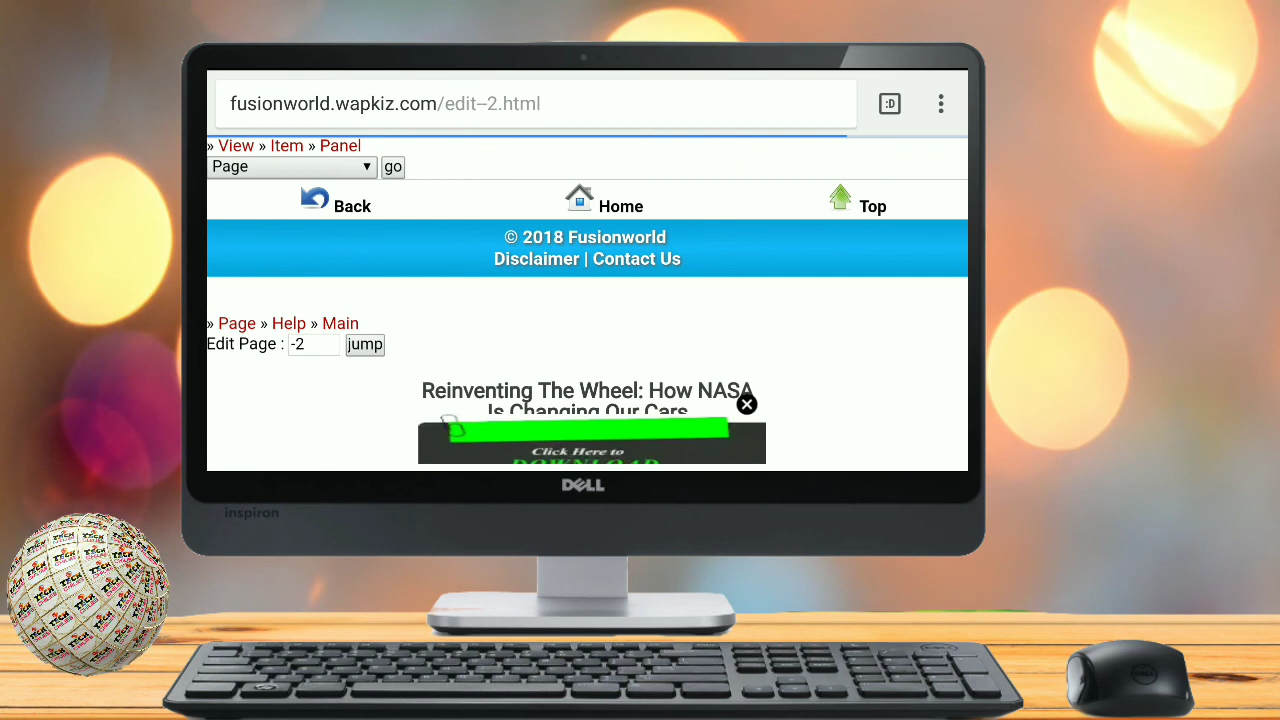 fusionworld.wapkiz.com/edit--2.html
:D
» View » Item » Panel
Page go
Back Home Top
© 2018 Fusionworld
Disclaimer | Contact Us
» Page » Help » Main
Edit Page : -2 jump
Reinventing The Wheel: How NASA
Is Changing Our Cars
Click Here to
DOWNLOAD
DELL
inspiron
TECH